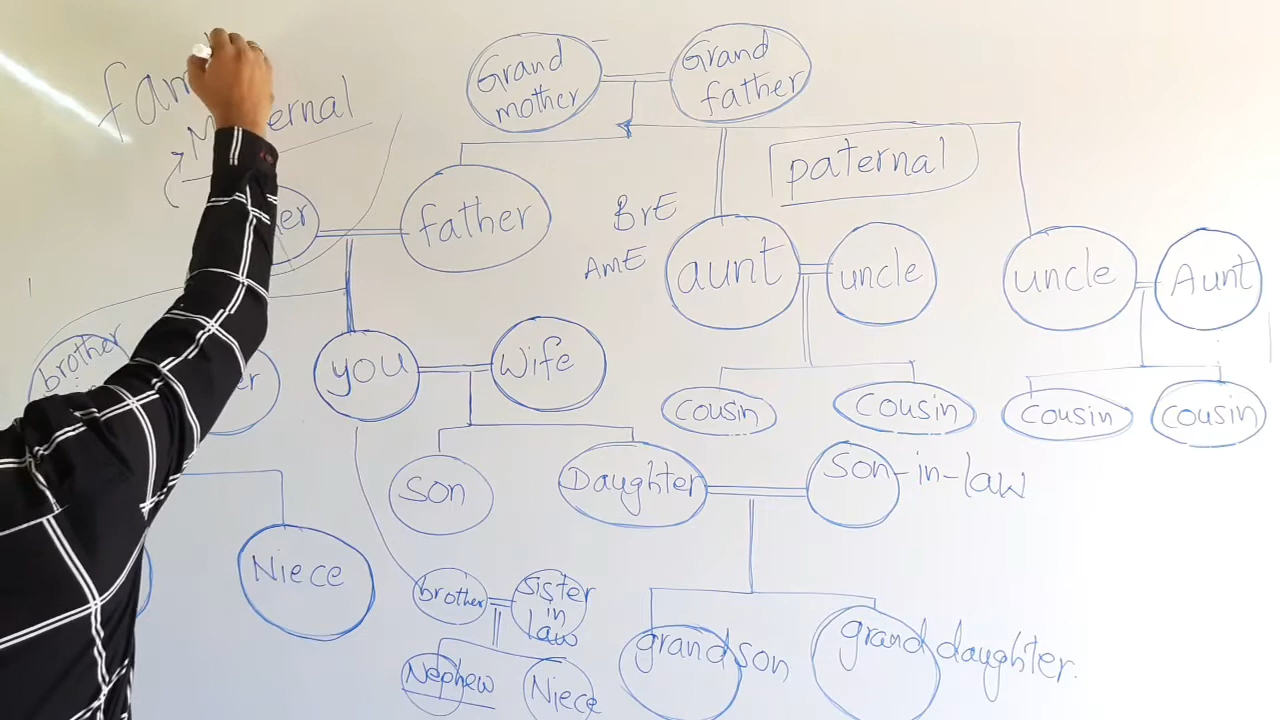 Grand
mother
Grand
father
fam
M ernal
paternal
er
father
BrE
AmE
aunt
uncle
uncle
Aunt
brother
er
you
Wife
cousin
cousin
cousin
cousin
Son
Daughter
Son-in-law
Niece
brother
sister
in
law
Nephew
Niece
grandson
grand daughter.